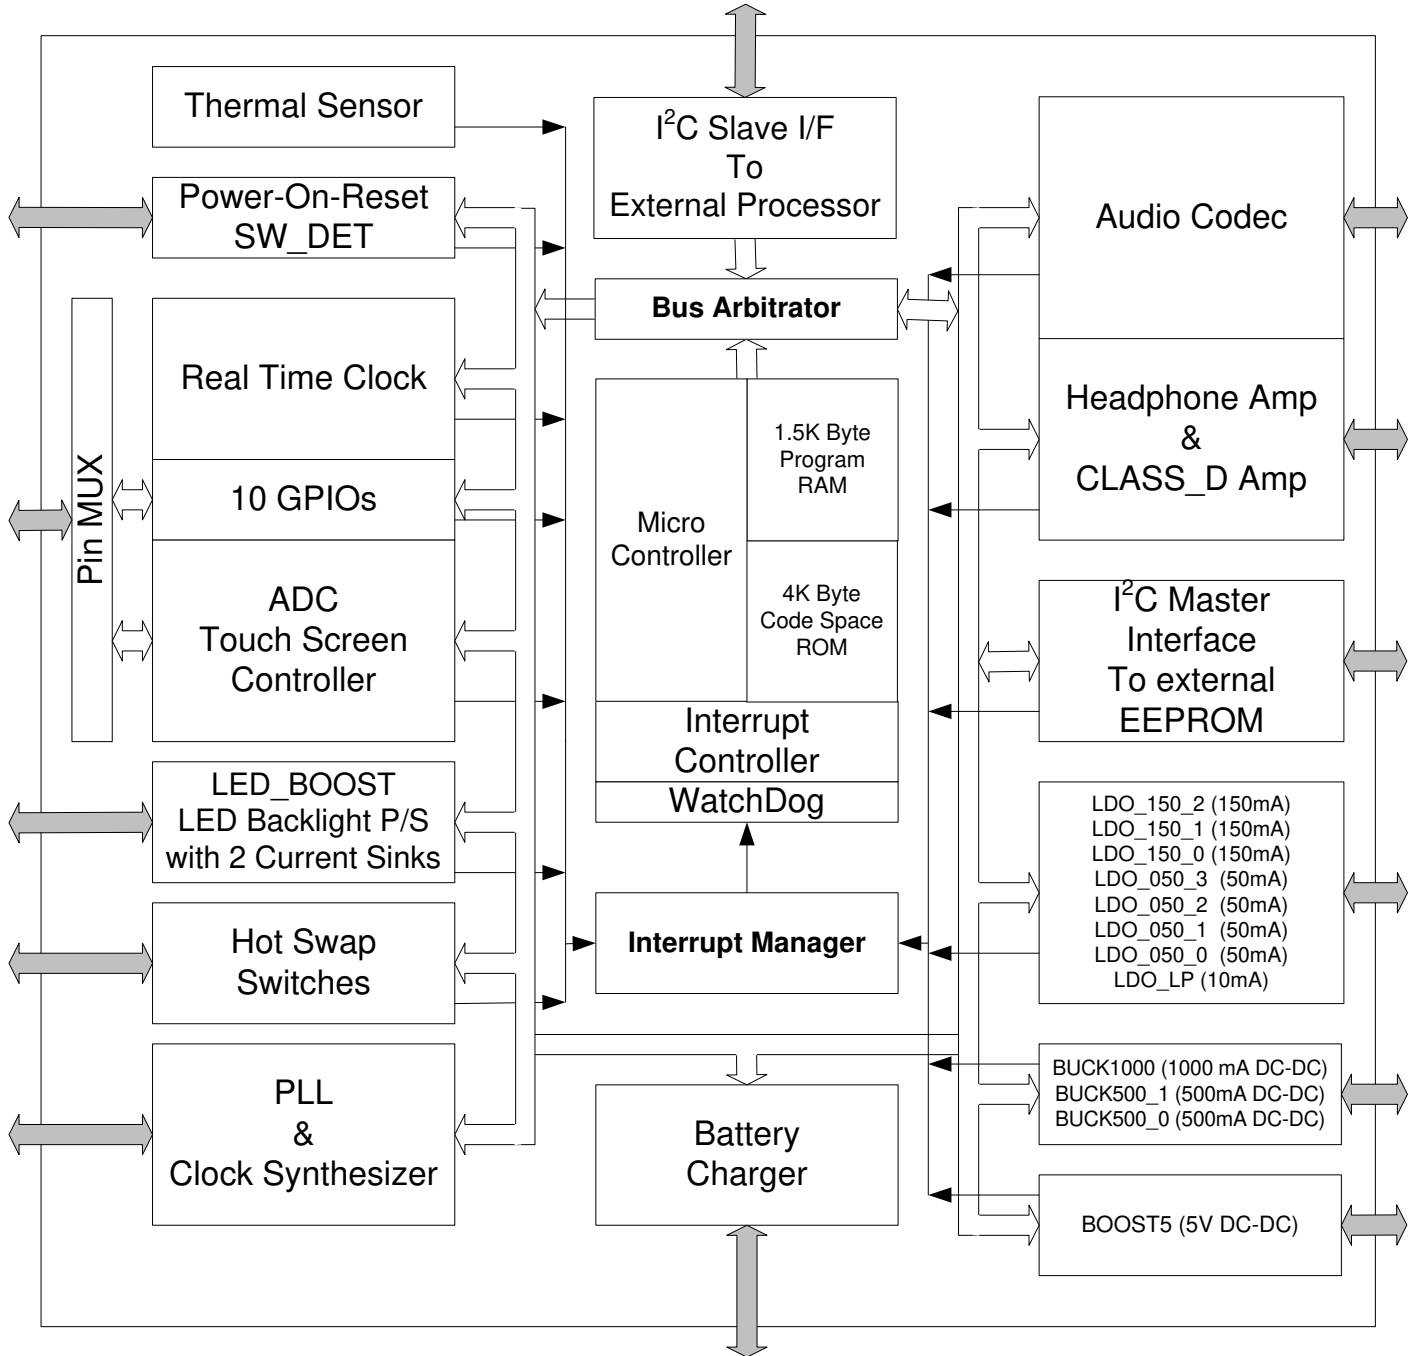 Thermal Sensor
Power-On-Reset
SW_DET
Real Time Clock
10 GPIOs
Pin MUX
ADC
Touch Screen
Controller
LED_BOOST
LED Backlight P/S
with 2 Current Sinks
Hot Swap
Switches
PLL
&
Clock Synthesizer
I²C Slave I/F
To
External Processor
Bus Arbitrator
Micro
Controller
1.5K Byte
Program
RAM
4K Byte
Code Space
ROM
Interrupt
Controller
WatchDog
Interrupt Manager
Battery
Charger
Audio Codec
Headphone Amp
&
CLASS_D Amp
I²C Master
Interface
To external
EEPROM
LDO_150_2 (150mA)
LDO_150_1 (150mA)
LDO_150_0 (150mA)
LDO_050_3 (50mA)
LDO_050_2 (50mA)
LDO_050_1 (50mA)
LDO_050_0 (50mA)
LDO_LP (10mA)
BUCK1000 (1000 mA DC-DC)
BUCK500_1 (500mA DC-DC)
BUCK500_0 (500mA DC-DC)
BOOST5 (5V DC-DC)